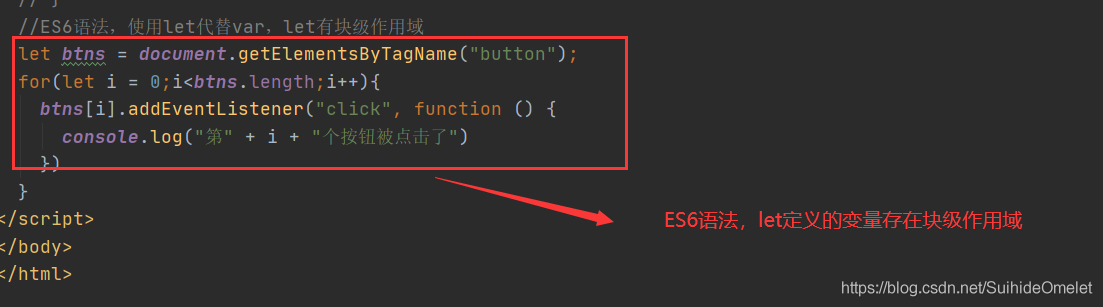 // }
//ES6语法，使用let代替var，let有块级作用域
let btns = document.getElementsByTagName("button");
for(let i = 0;i<btns.length;i++){
btns[i].addEventListener("click", function () {
console.log("第" + i + "个按钮被点击了")
})
}
</script>
</body>
</html>
ES6语法，let定义的变量存在块级作用域
https://blog.csdn.net/SuihideOmelet